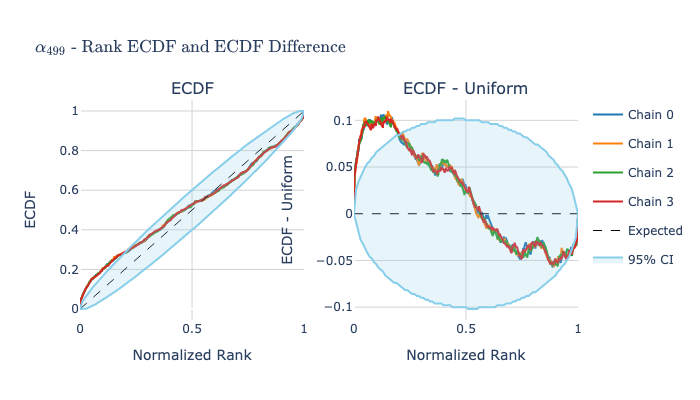 α499 - Rank ECDF and ECDF Difference
ECDF
ECDF - Uniform
ECDF
1
0.8
0.6
0.4
0.2
0
0
0.5
1
Normalized Rank
ECDF - Uniform
0.1
0.05
0
−0.05
−0.1
0
0.5
1
Normalized Rank
Chain 0
Chain 1
Chain 2
Chain 3
Expected
95% CI